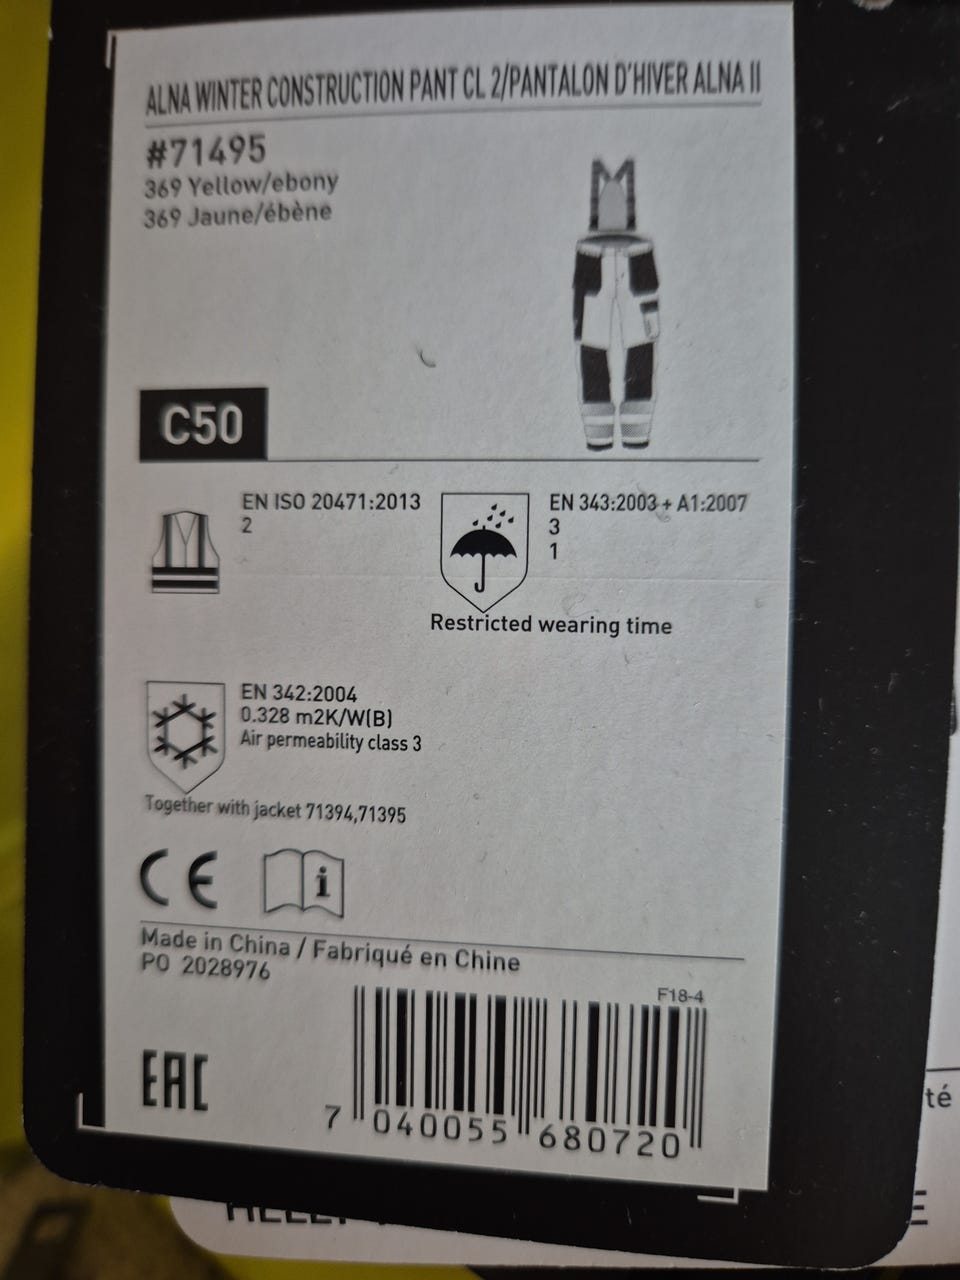 ALNA WINTER CONSTRUCTION PANT CL 2/PANTALON D'HIVER ALNA II
#71495
369 Yellow/ebony
369 Jaune/ébène
C50
EN ISO 20471:2013
2
EN 343:2003 + A1:2007
3
1
Restricted wearing time
EN 342:2004
0.328 m2K/W(B)
Air permeability class 3
Together with jacket 71394,71395
CE
i
Made in China / Fabriqué en Chine
PO 2028976
F18-4
EAC
7 040055 680720
té